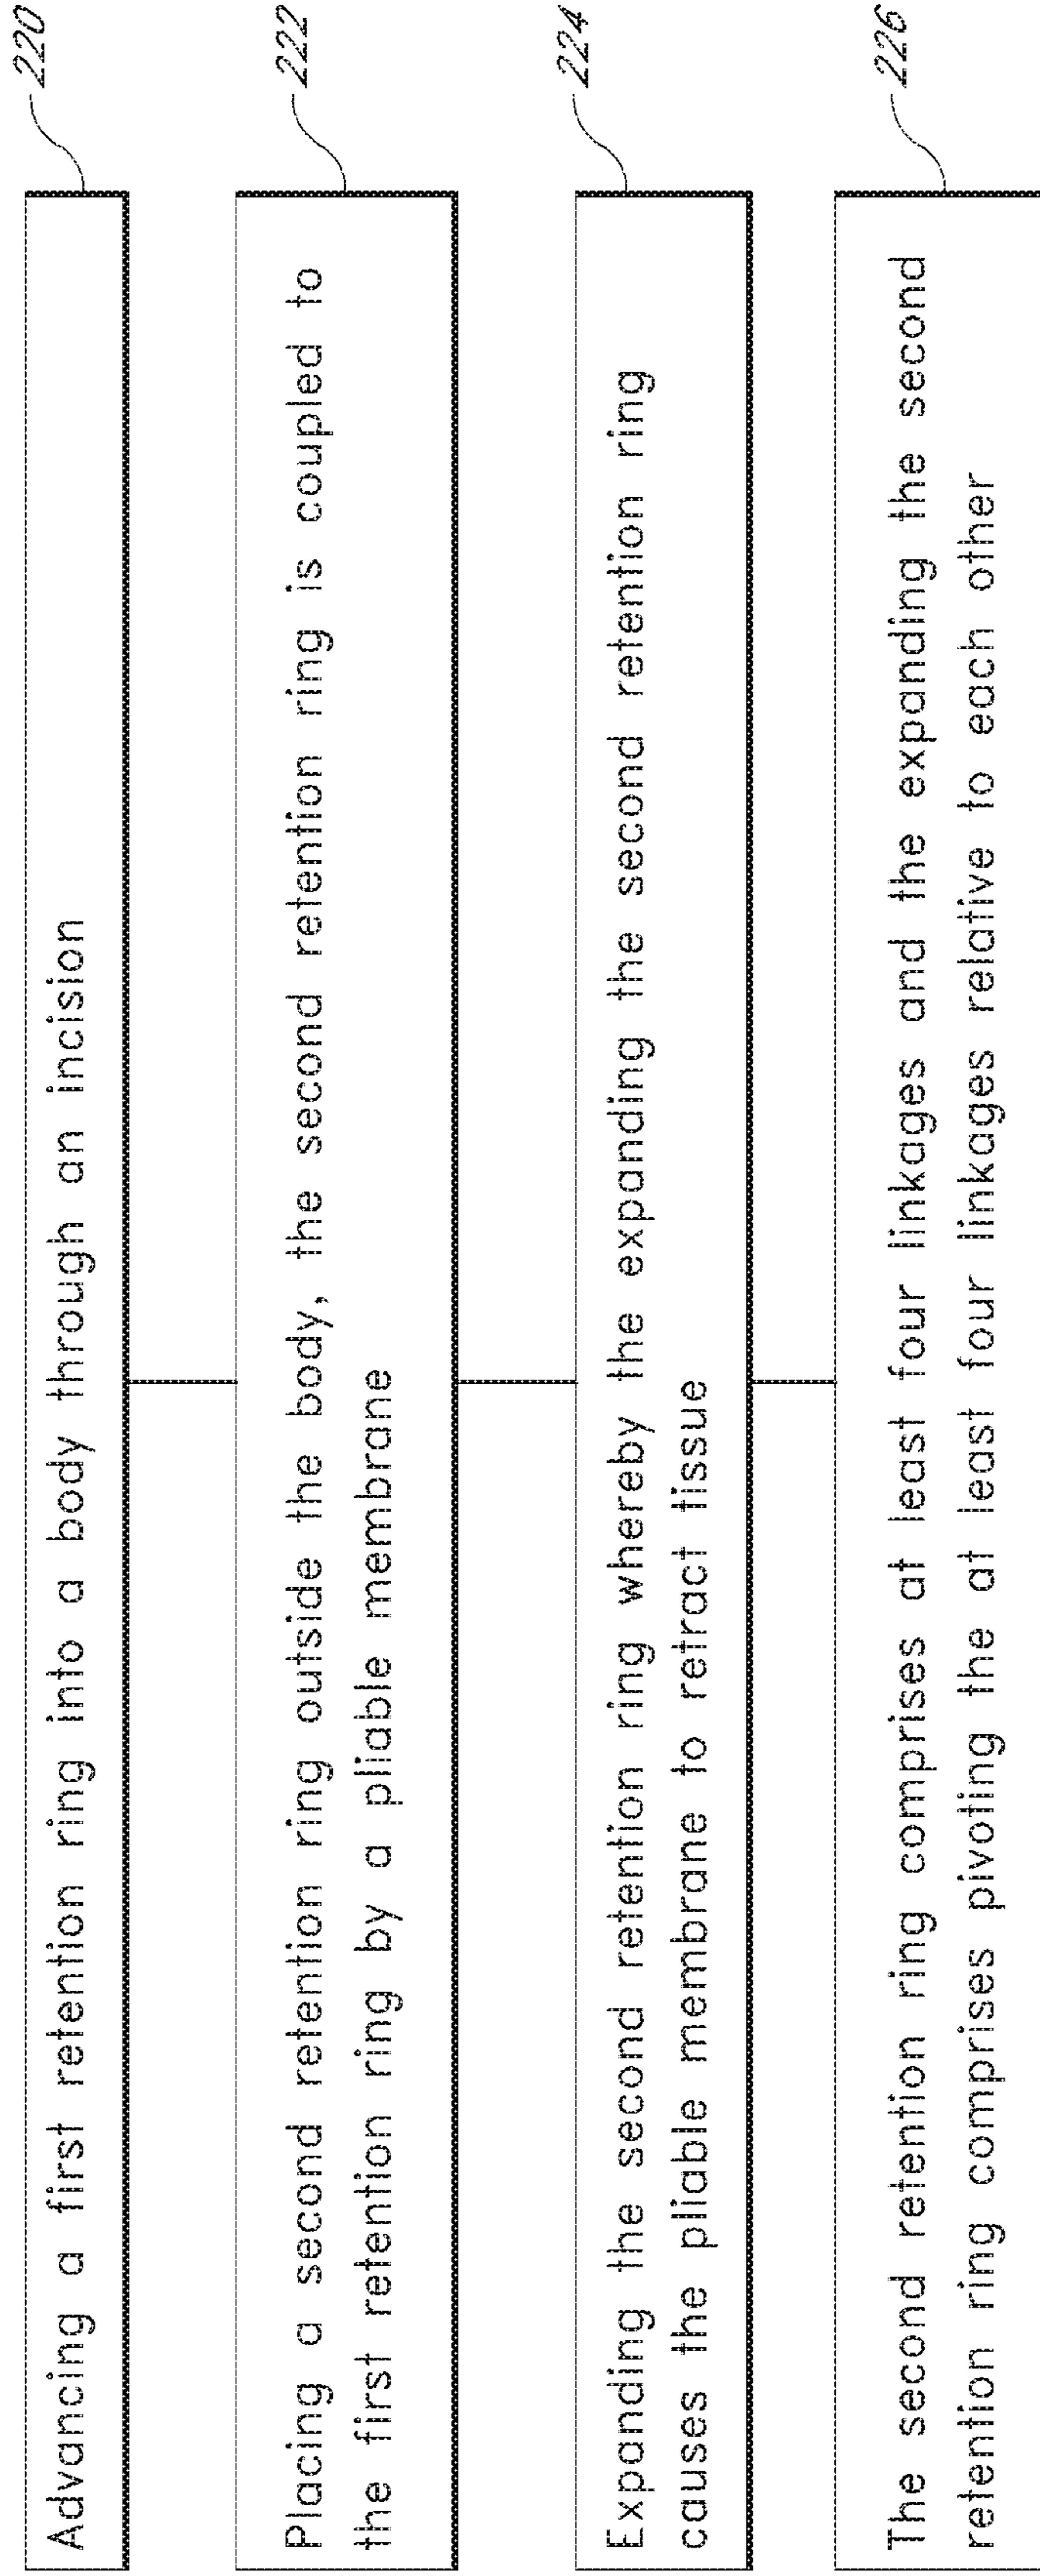 Advancing a first retention ring into a body through an incision
220
Placing a second retention ring outside the body, the second retention ring is coupled to
the first retention ring by a pliable membrane
222
Expanding the second retention ring whereby the expanding the second retention ring
causes the pliable membrane to retract tissue
224
The second retention ring comprises at least four linkages and the expanding the second
retention ring comprises pivoting the at least four linkages relative to each other
226